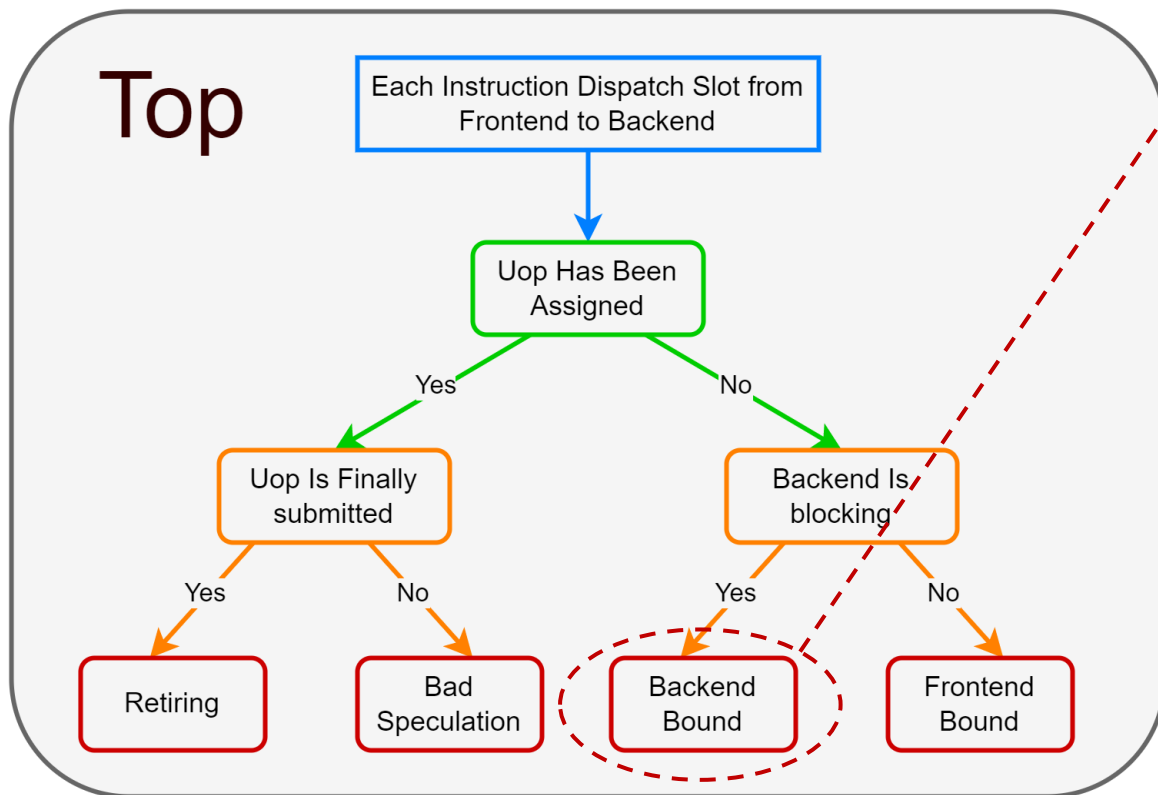 Top
Each Instruction Dispatch Slot from
Frontend to Backend
Uop Has Been
Assigned
Yes
No
Uop Is Finally
submitted
Backend Is
blocking
Yes
No
Yes
No
Retiring
Bad
Speculation
Backend
Bound
Frontend
Bound